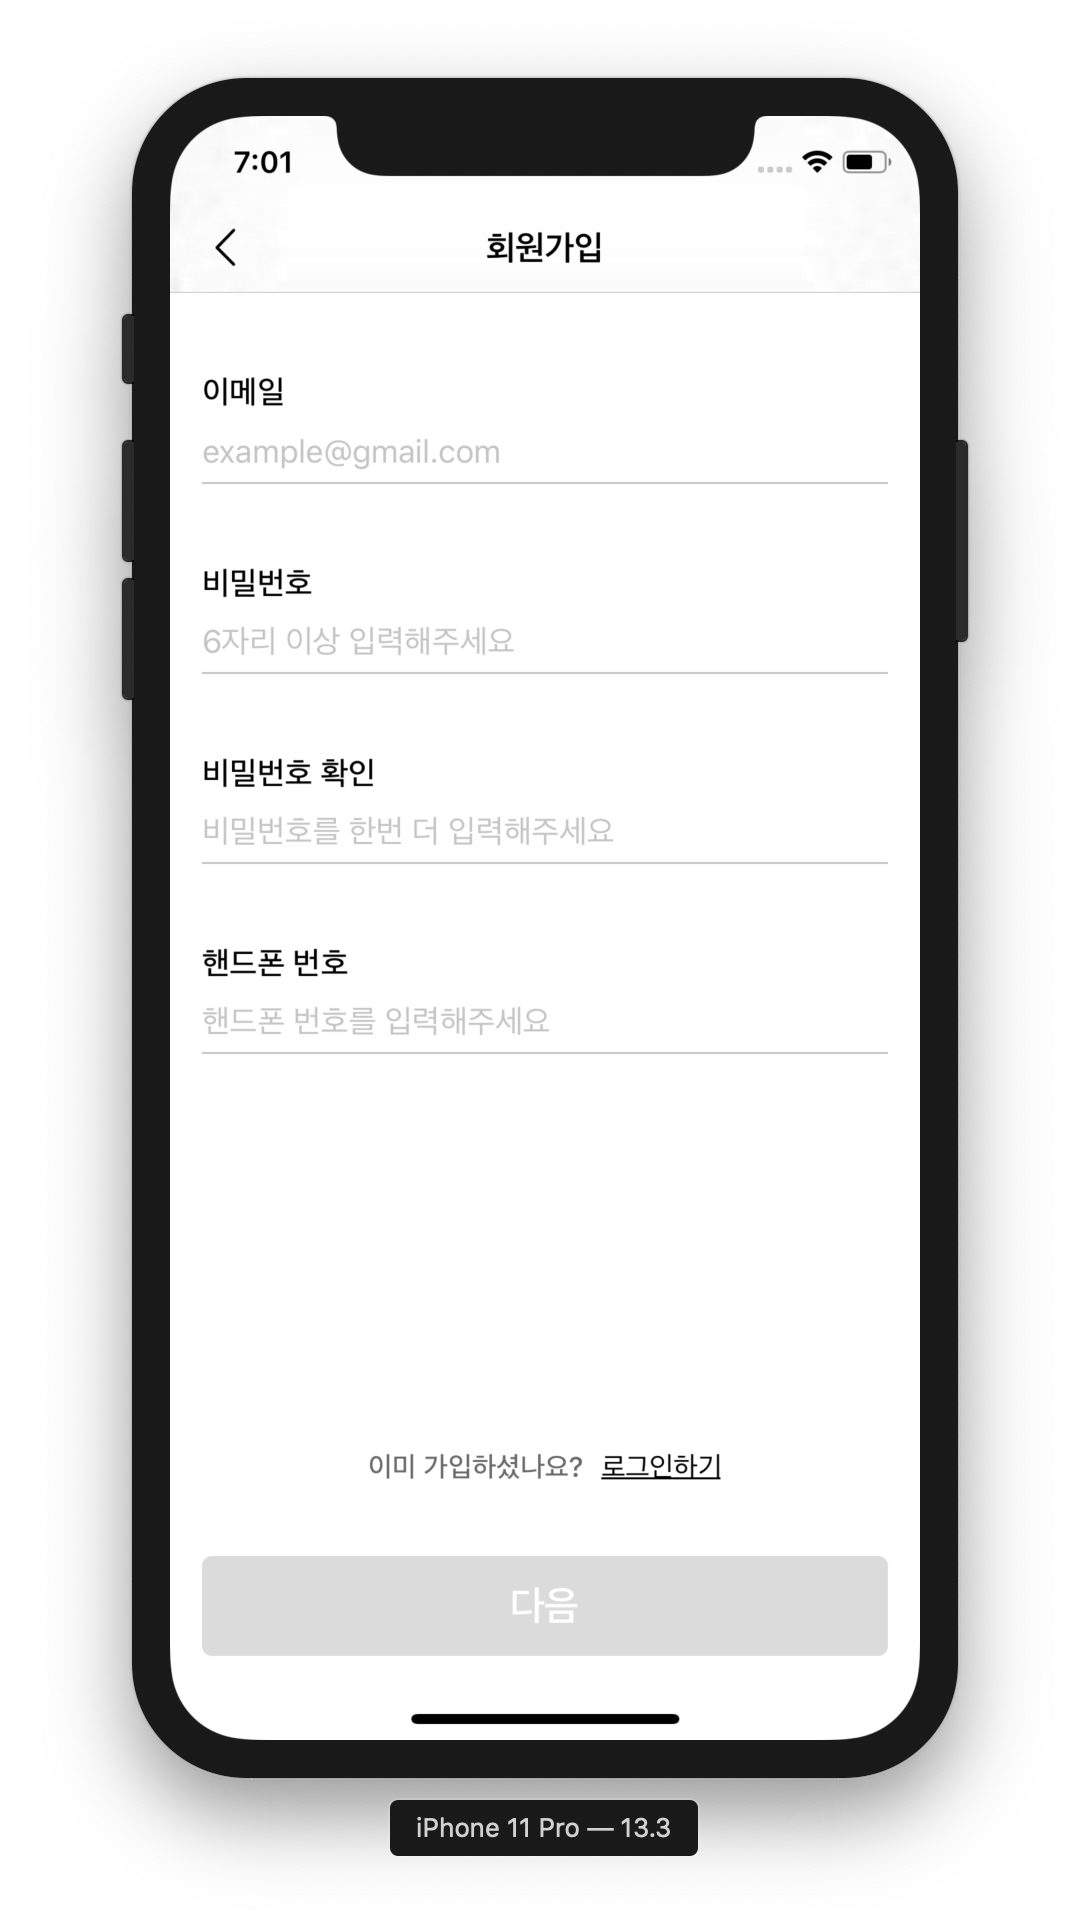 7:01
회원가입
이메일
example@gmail.com
비밀번호
6자리 이상 입력해주세요
비밀번호 확인
비밀번호를 한번 더 입력해주세요
핸드폰 번호
핸드폰 번호를 입력해주세요
이미 가입하셨나요? 로그인하기
다음
iPhone 11 Pro — 13.3